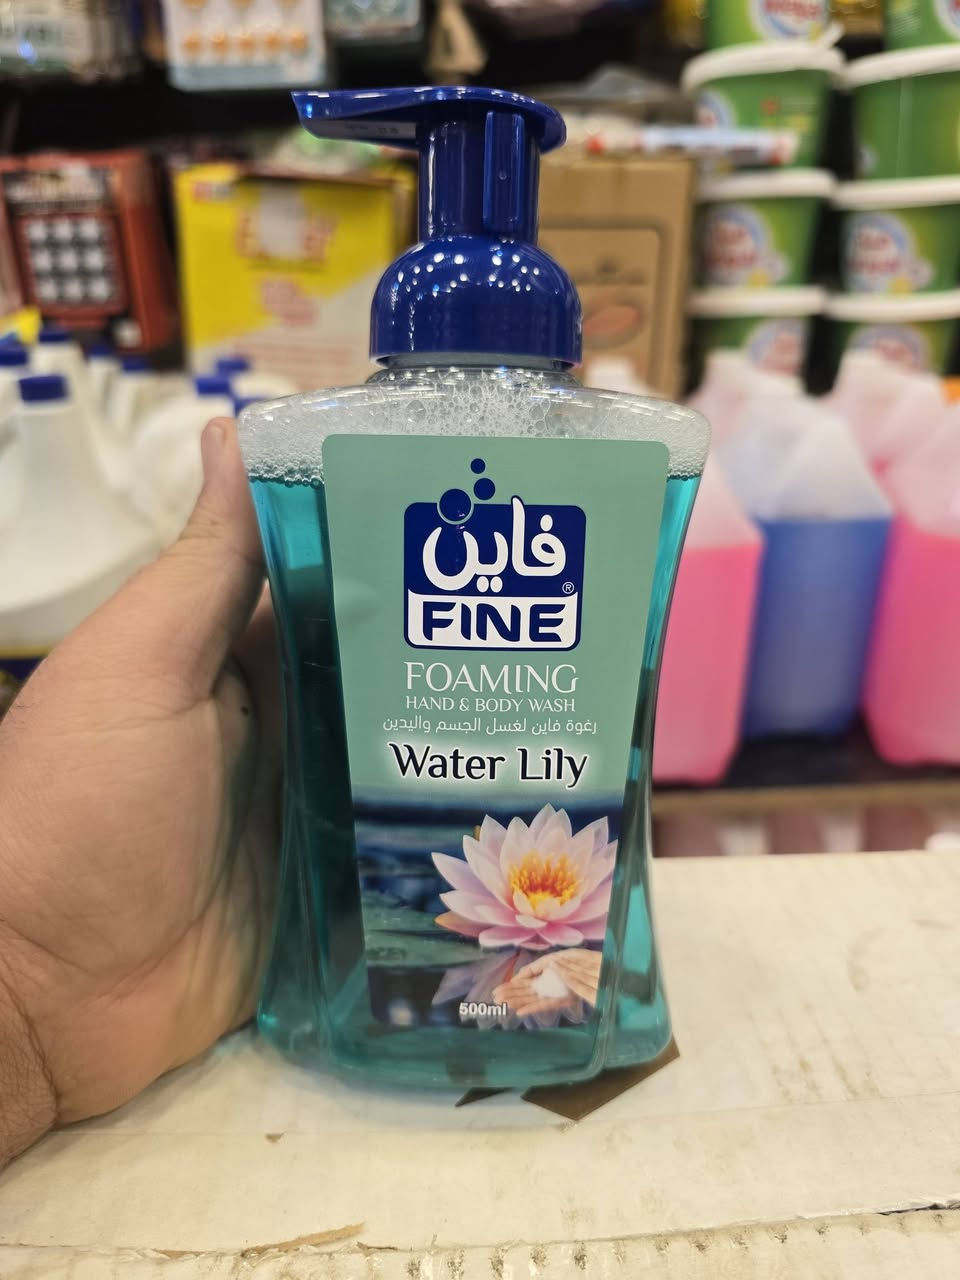 فاين
®
FINE
FOAMING
HAND & BODY WASH
رغوة فاين لغسل الجسم واليدين
Water Lily
500ml